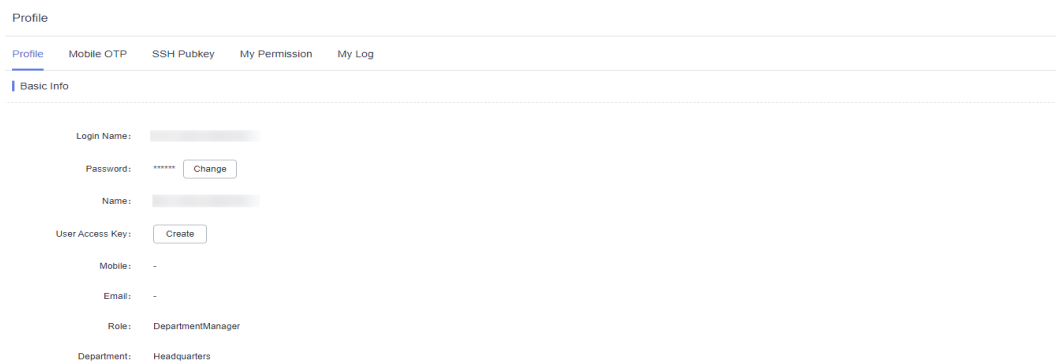 Profile
Profile Mobile OTP SSH Pubkey My Permission My Log
Basic Info
Login Name:
Password: ****** Change
Name:
User Access Key: Create
Mobile: -
Email: -
Role: DepartmentManager
Department: Headquarters